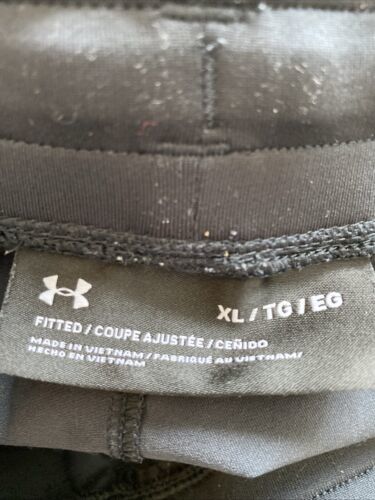 XL / TG / EG
FITTED / COUPE AJUSTÉE / CEÑIDO
MADE IN VIETNAM / FABRIQUÉ AU VIETNAM/
HECHO EN VIETNAM